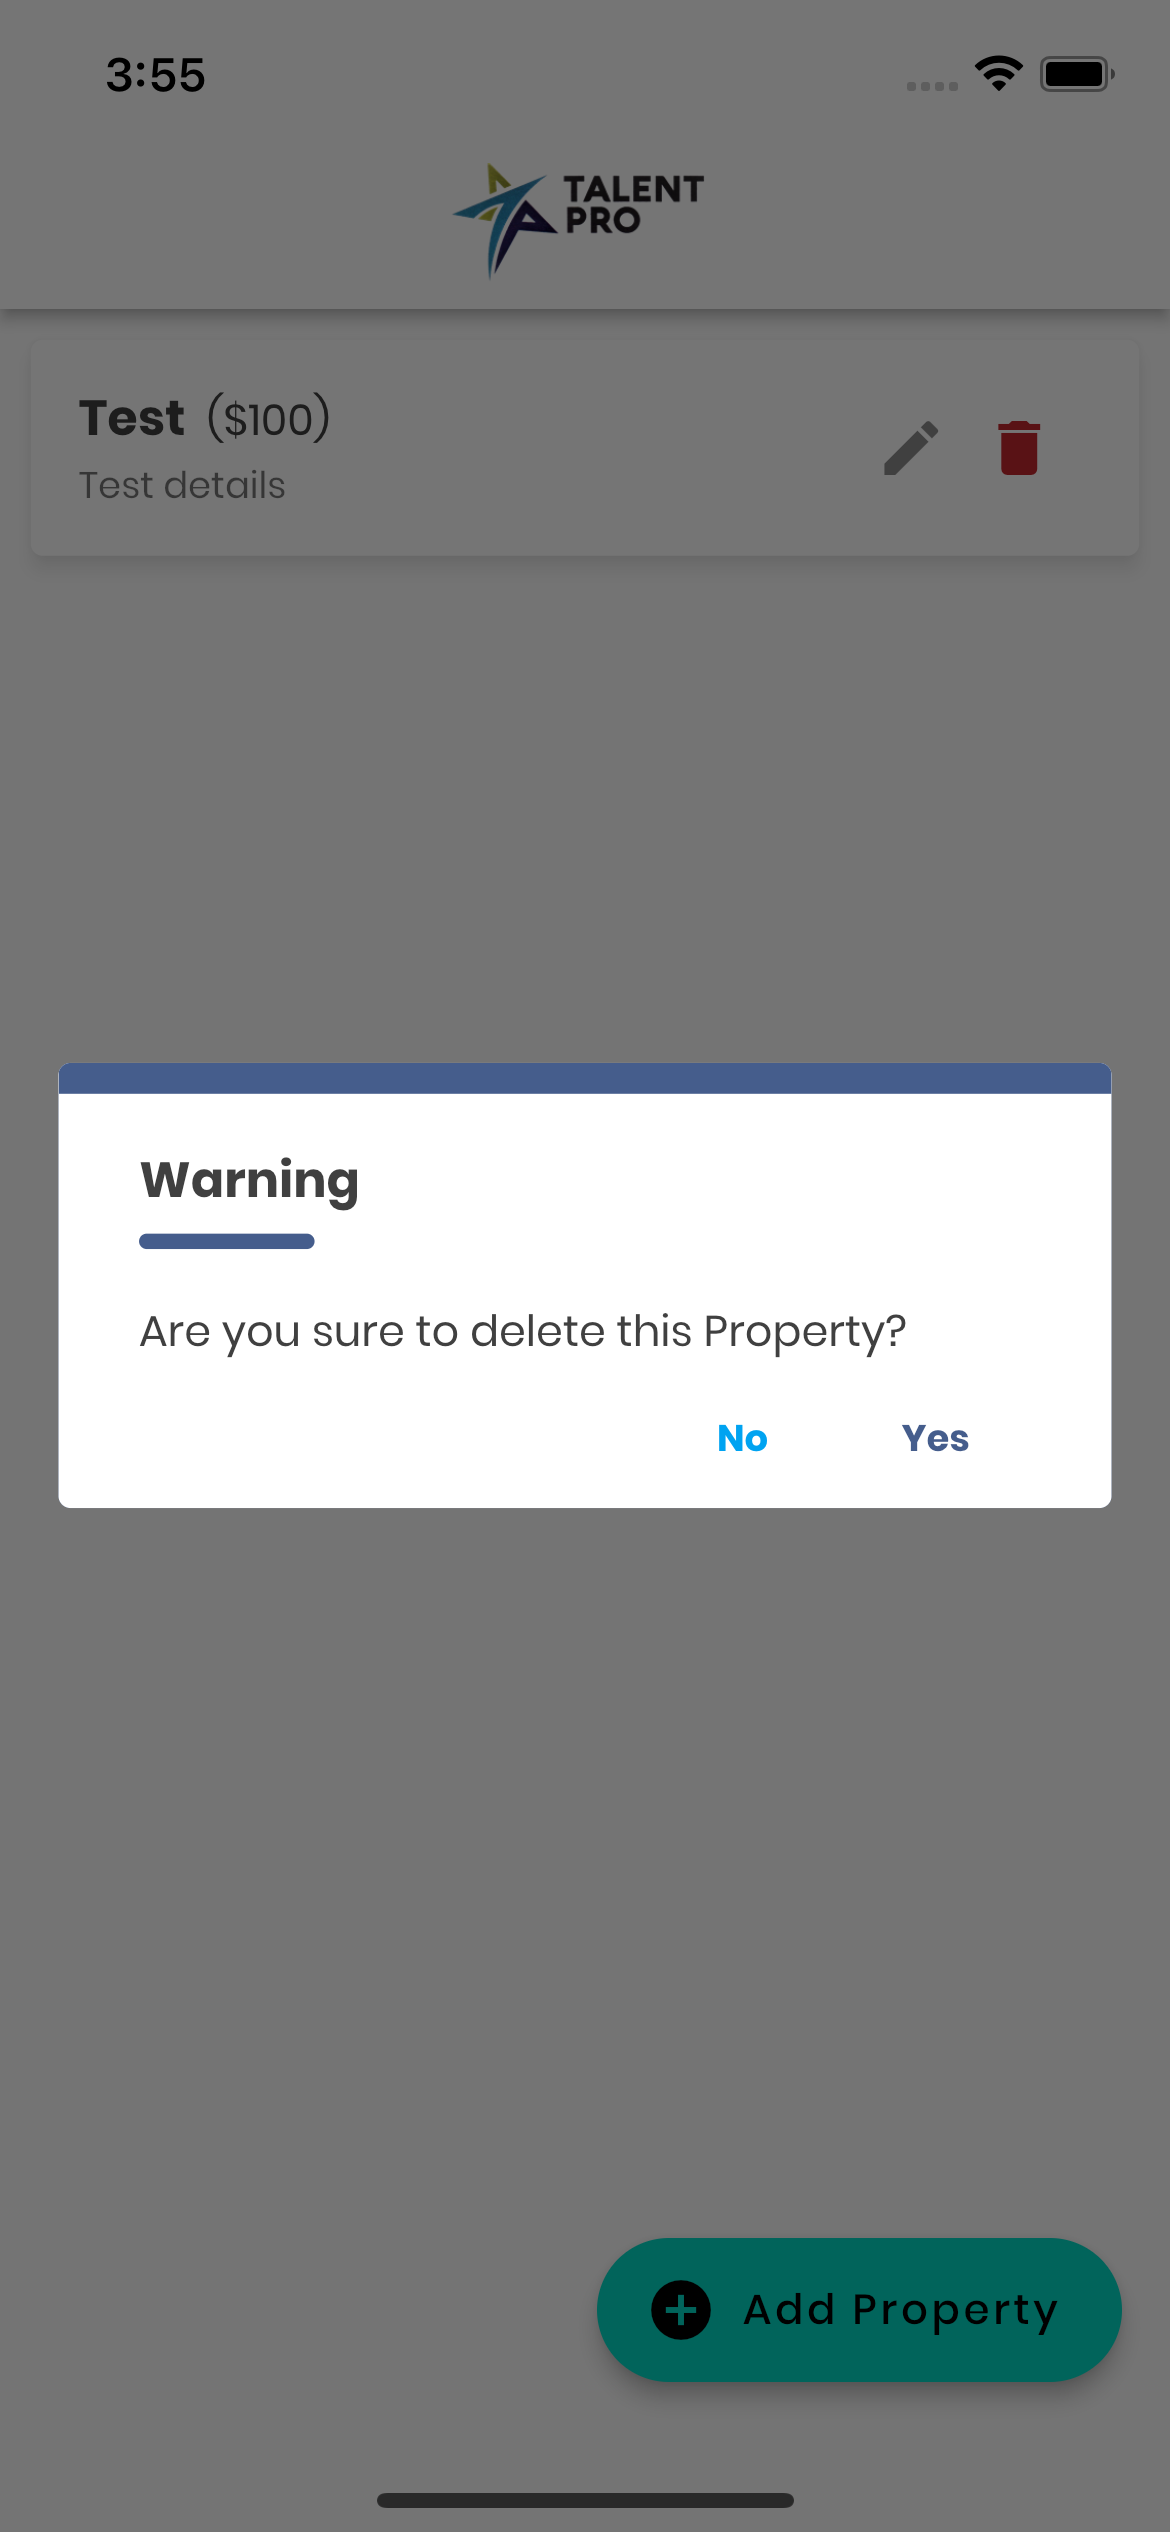 3:55
TALENT
PRO
Test ($100)
Test details
Warning
Are you sure to delete this Property?
No Yes
Add Property